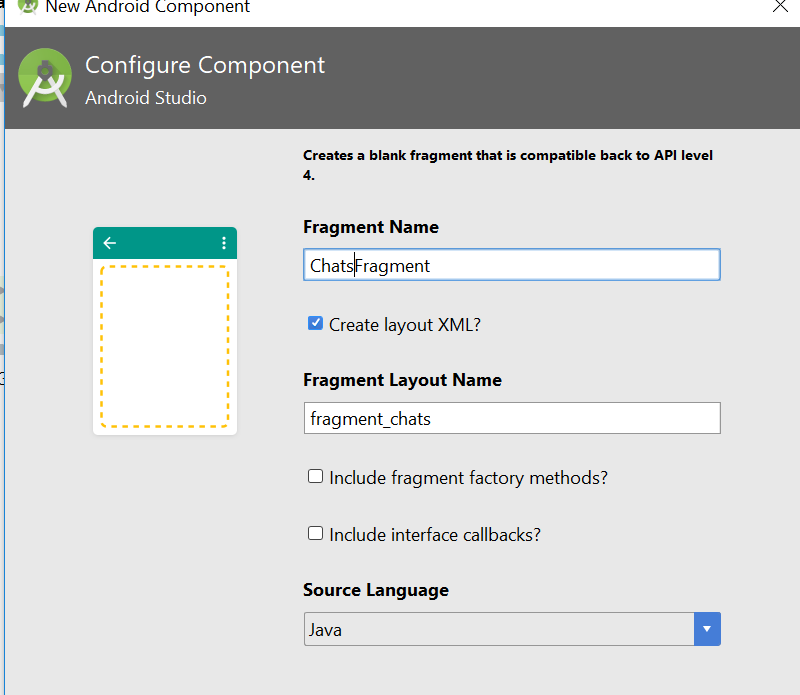 New Android Component
Configure Component
Android Studio
Creates a blank fragment that is compatible back to API level
4.
Fragment Name
ChatsFragment
Create layout XML?
Fragment Layout Name
fragment_chats
Include fragment factory methods?
Include interface callbacks?
Source Language
Java